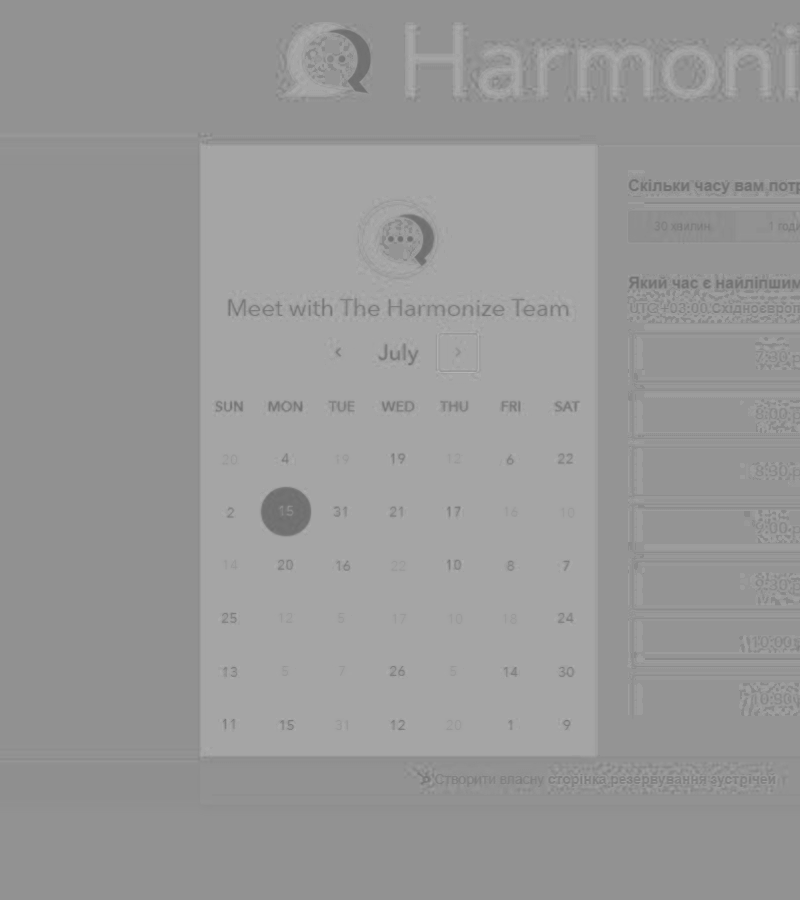 Harmoni
Meet with The Harmonize Team
July
SUN MON TUE WED THU FRI SAT
20 4 19 19 12 6 22
2 15 31 21 17 16 10
14 20 16 22 10 8 7
25 12 5 17 10 18 24
13 5 7 26 5 14 30
11 15 31 12 20 1 9
Скільки часу вам потр
30 хвилин. 1 год
Який час є найліпшим
UTC+03:00 Східноєвроп
7:30 p
8:00 p
8:30 p
9:00 p
9:30 p
10:00
10:30
Створити власну сторінка резервування зустрічей